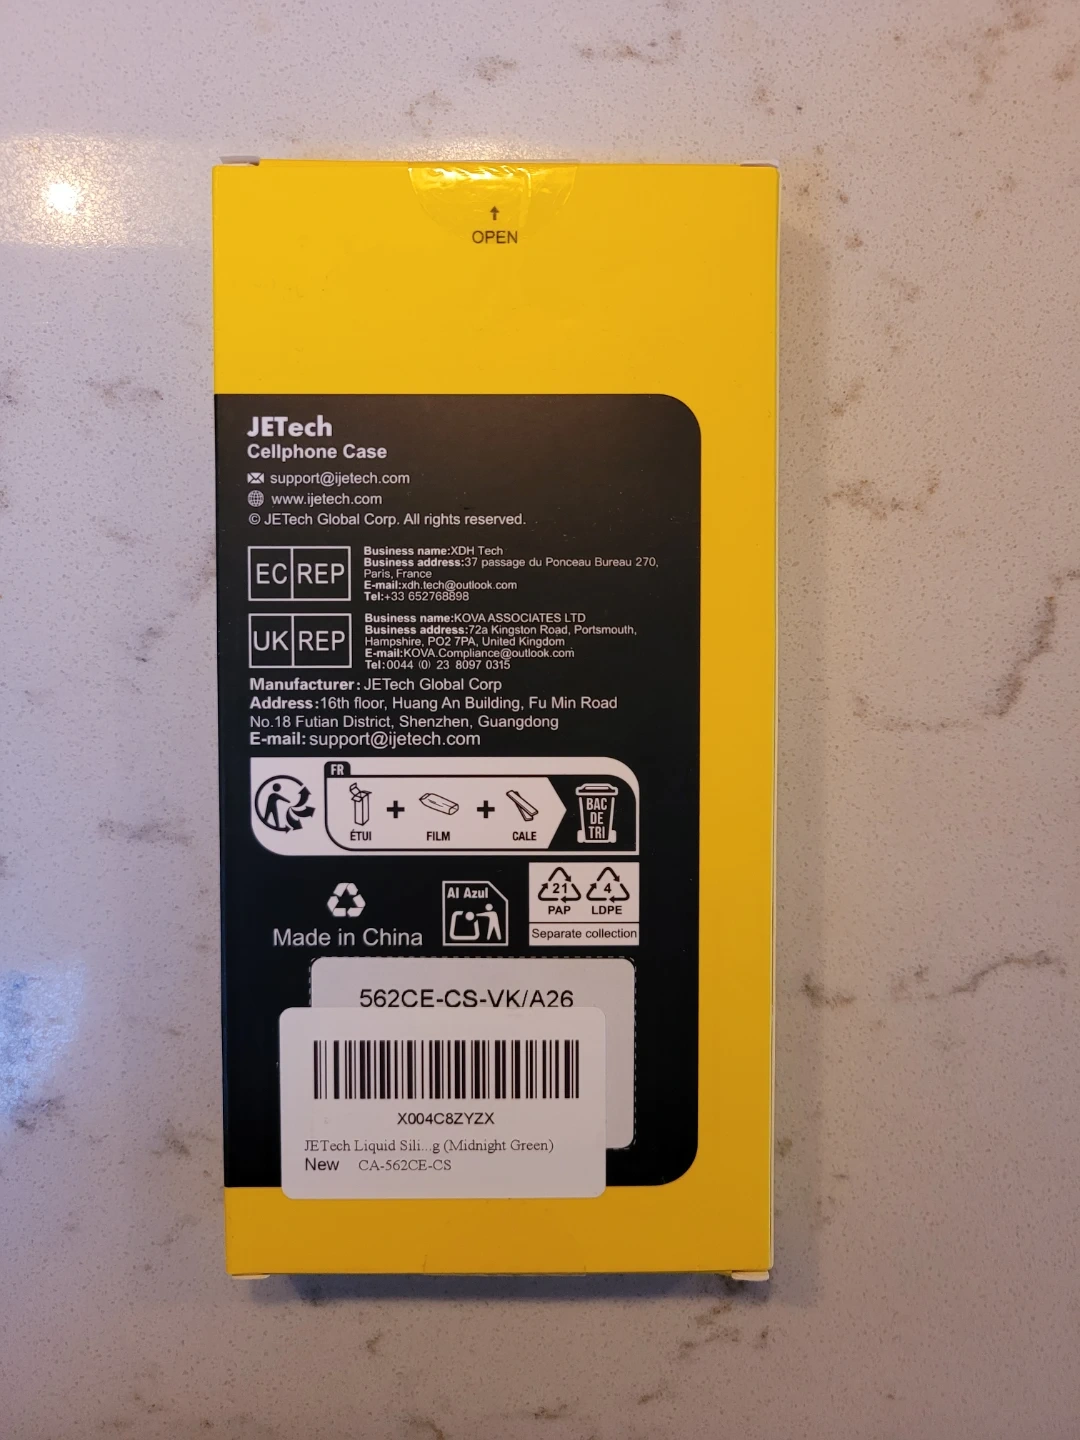 OPEN
JETech
Cellphone Case
support@ijetech.com
www.ijetech.com
© JETech Global Corp. All rights reserved.
EC REP
Business name:XDH Tech
Business address:37 passage du Ponceau Bureau 270,
Paris, France
E-mail:xdh.tech@outlook.com
Tel:+33 652768898
UK REP
Business name:KOVA ASSOCIATES LTD
Business address:72a Kingston Road, Portsmouth,
Hampshire, PO2 7PA, United Kingdom
E-mail:KOVA.Compliance@outlook.com
Tel:0044 (0) 23 8097 0315
Manufacturer: JETech Global Corp
Address:16th floor, Huang An Building, Fu Min Road
No.18 Futian District, Shenzhen, Guangdong
E-mail: support@ijetech.com
FR
ÉTUI + FILM + CALE
BAC
DE
TRI
Made in China
Al Azul
21 4
PAP LDPE
Separate collection
562CE-CS-VK/A26
X004C8ZYZX
JETech Liquid Sili...g (Midnight Green)
New CA-562CE-CS